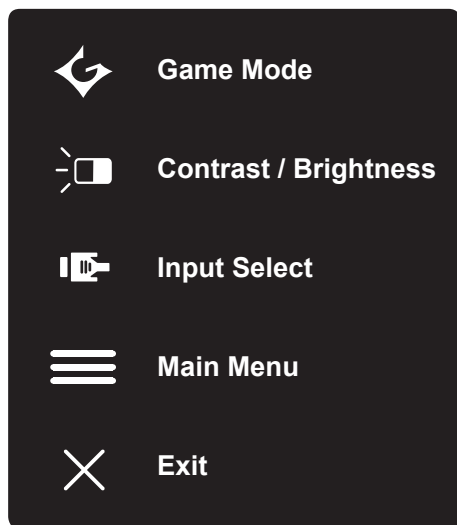 Game Mode
Contrast / Brightness
Input Select
Main Menu
Exit